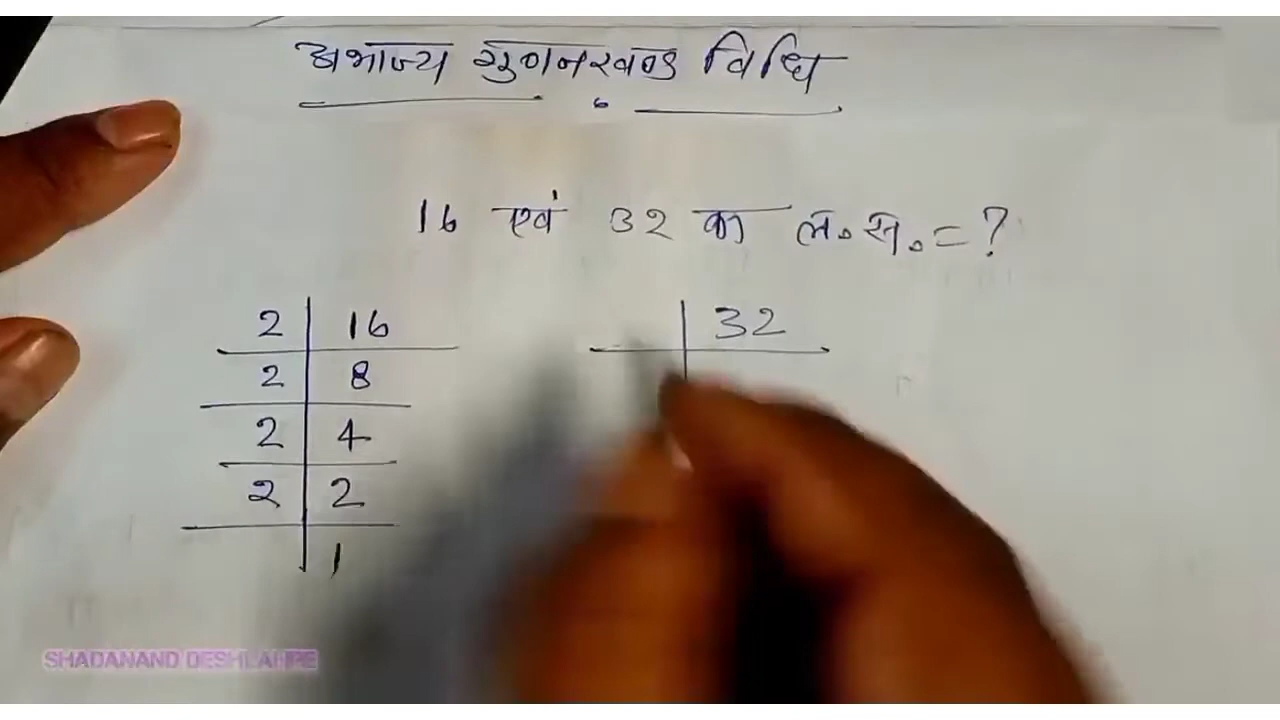 अभाज्य गुणनखण्ड विधि
16 एवं 32 का ल.स.=?
2 16
2 8
2 4
2 2
1
32
SHADANAND DESHLAHRE